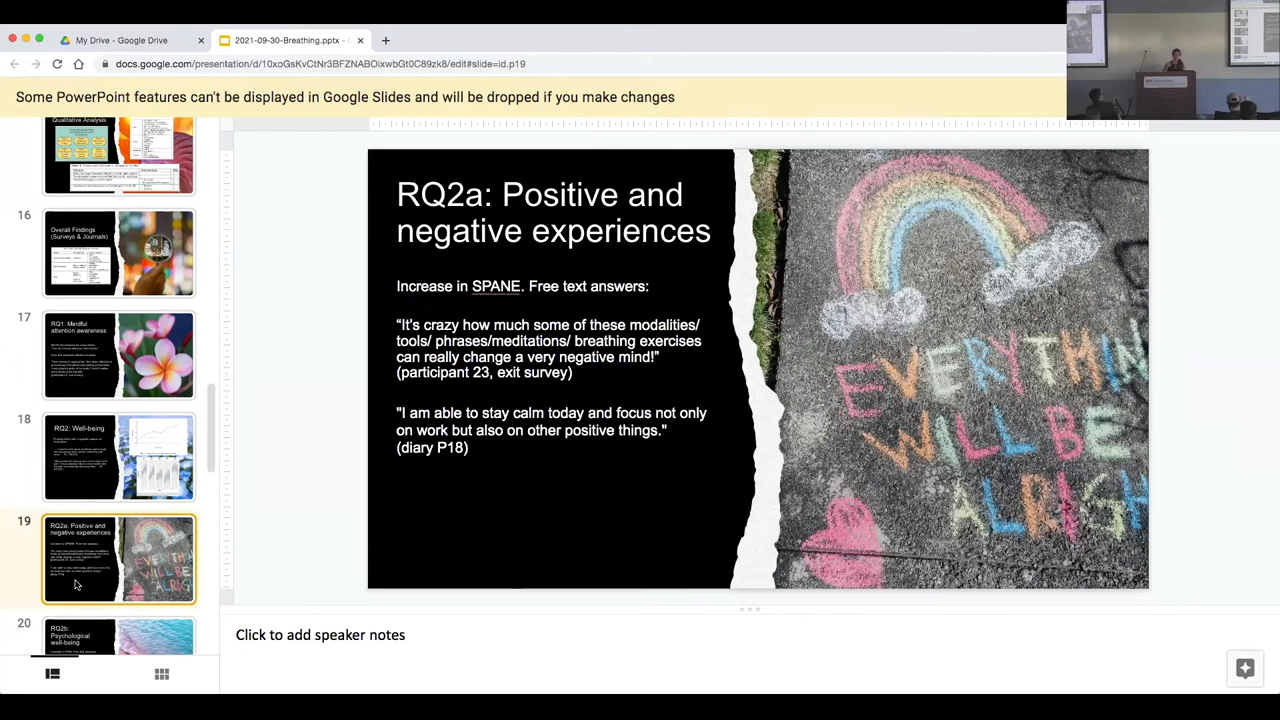 My Drive - Google Drive
2021-09-30-Breathing.pptx -
docs.google.com/presentation/d/10xoGsKvCtNr3BFZNABOixwbGt0C89zk8/edit#slide=id.p19
Some PowerPoint features can't be displayed in Google Slides and will be dropped if you make changes
Qualitative Analysis
16
Overall Findings
(Surveys & Journals)
17
RQ1: Mindful
attention awareness
18
RQ2: Well-being
19
RQ2a: Positive and
negative experiences
20
RQ2b:
Psychological
well-being
RQ2a: Positive and
negative experiences
Increase in SPANE. Free text answers:
“It’s crazy how much some of these modalities/
tools/ phrases/notations/ breathing exercises
can really change a very negative mind!”
(participant 2.3, exit survey)
"I am able to stay calm today and focus not only
on work but also on other positive things."
(diary P18)
EVERYTHIN
WILL BE
ALRIGH
Click to add speaker notes